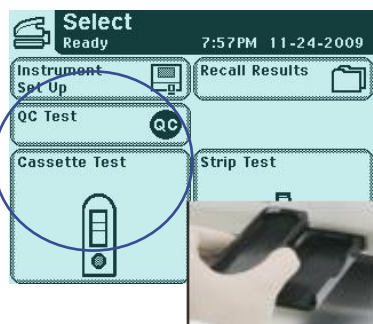 Select
Ready 7:57PM 11-24-2009
Instrument Set Up
Recall Results
QC Test QC
Cassette Test
Strip Test